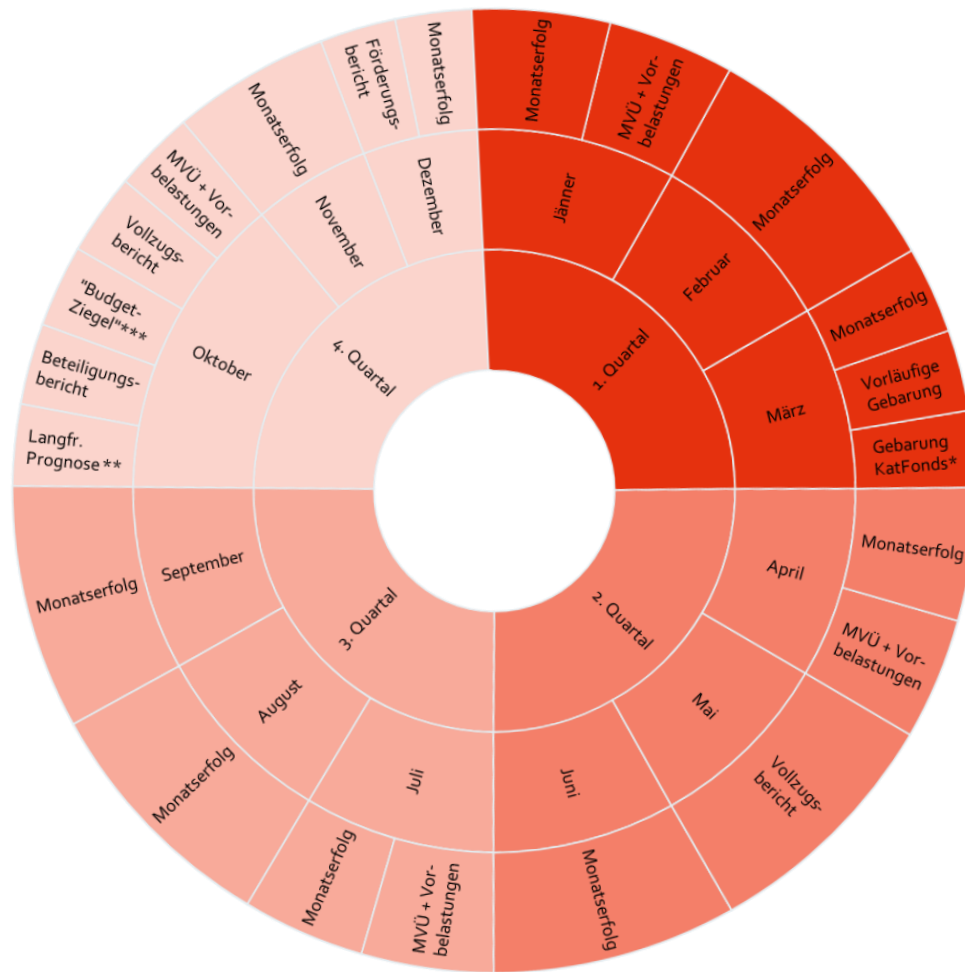 1. Quartal
Jänner
Monatserfolg
MVÜ + Vor-
belastungen
Februar
Monatserfolg
März
Monatserfolg
Vorläufige
Gebarung
Gebarung
KatFonds*
2. Quartal
April
Monatserfolg
MVÜ + Vor-
belastungen
Mai
Vollzugs-
bericht
Juni
Monatserfolg
3. Quartal
Juli
MVÜ + Vor-
belastungen
Monatserfolg
August
Monatserfolg
September
Monatserfolg
4. Quartal
Oktober
Langfr.
Prognose**
Beteiligungs-
bericht
"Budget-
Ziegel"***
Vollzugs-
bericht
MVÜ + Vor-
belastungen
November
Monatserfolg
Dezember
Förderungs-
bericht
Monatserfolg